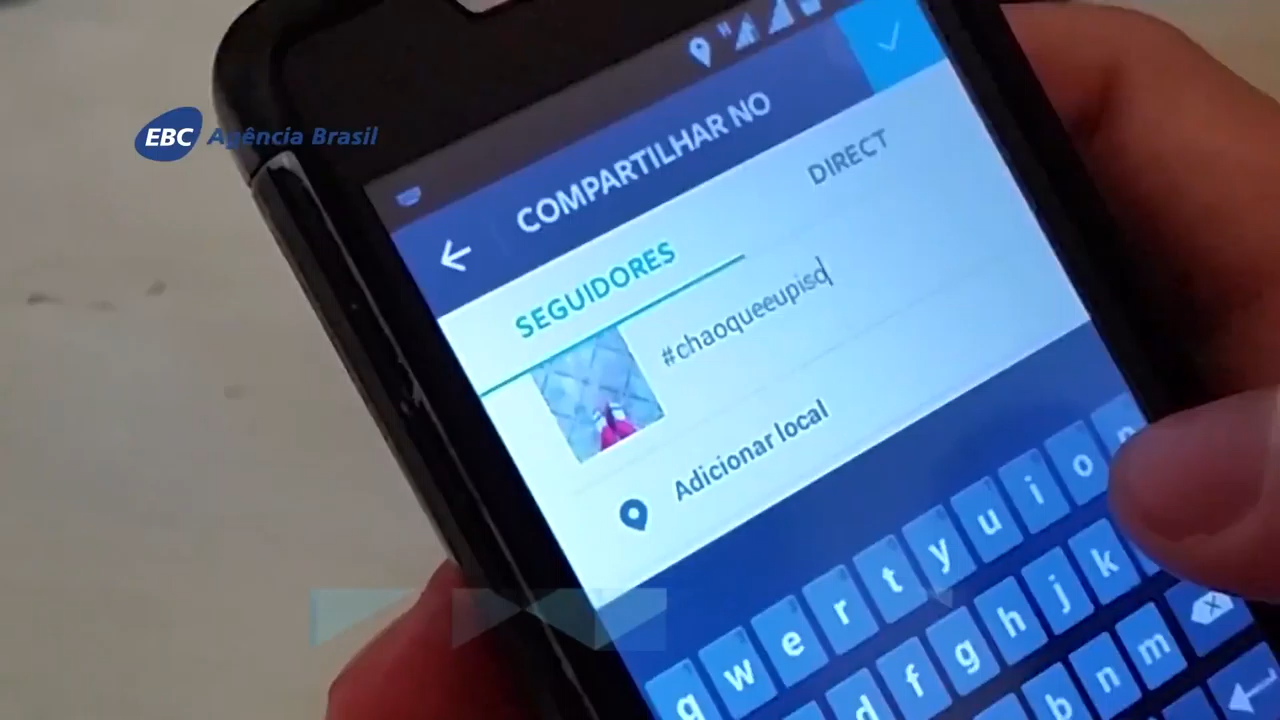 EBC Agência Brasil
COMPARTILHAR NO
SEGUIDORES
DIRECT
#chaoqueeupiso
Adicionar local
q w e r t y u i o p
d f g h j k
b n m